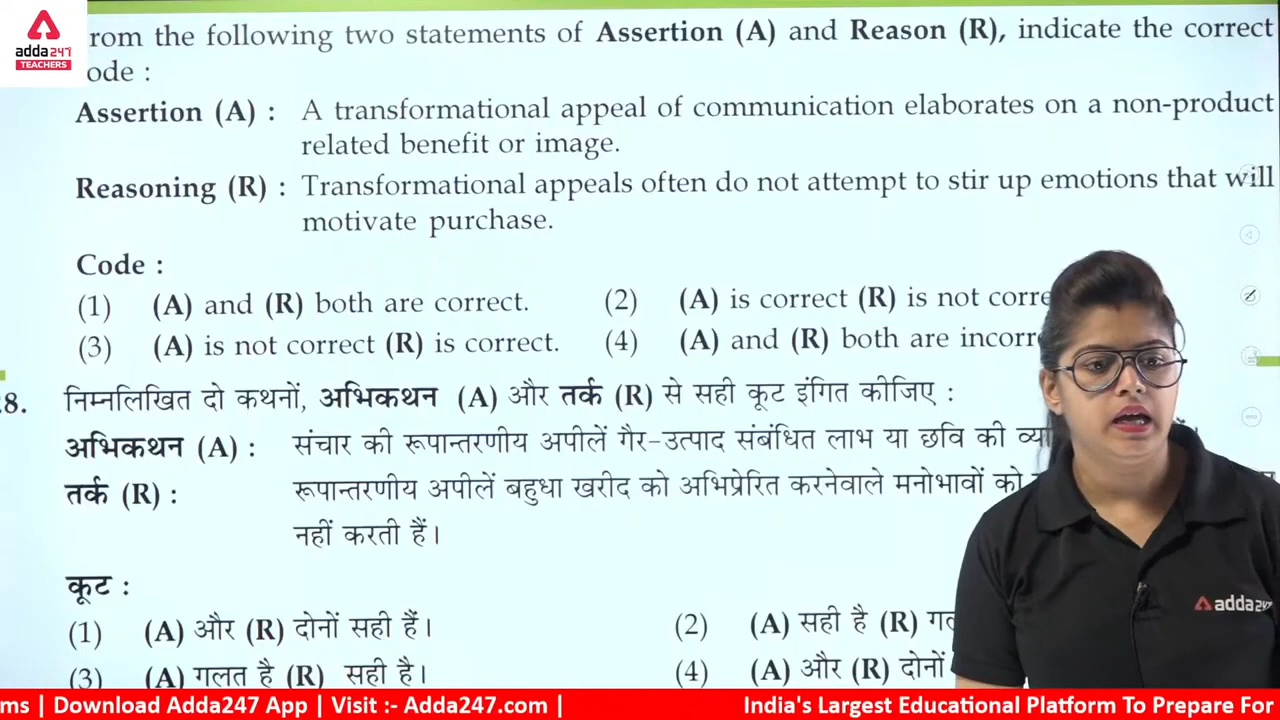 adda247
TEACHERS
rom the following two statements of Assertion (A) and Reason (R), indicate the correct
ode :
Assertion (A) : A transformational appeal of communication elaborates on a non-product
related benefit or image.
Reasoning (R) : Transformational appeals often do not attempt to stir up emotions that will
motivate purchase.
Code :
(1) (A) and (R) both are correct. (2) (A) is correct (R) is not corre
(3) (A) is not correct (R) is correct. (4) (A) and (R) both are incorr
8. निम्नलिखित दो कथनों, अभिकथन (A) और तर्क (R) से सही कूट इंगित कीजिए :
अभिकथन (A) : संचार की रूपान्तरणीय अपीलें गैर-उत्पाद संबंधित लाभ या छवि की व्या
तर्क (R) : रूपान्तरणीय अपीलें बहुधा खरीद को अभिप्रेरित करनेवाले मनोभावों को
नहीं करती हैं।
कूट :
(1) (A) और (R) दोनों सही हैं। (2) (A) सही है (R)
(3) (A) गलत है (R) सही है। (4) (A) और (R) दोनों
adda247
ms | Download Adda247 App | Visit :- Adda247.com | India's Largest Educational Platform To Prepare For